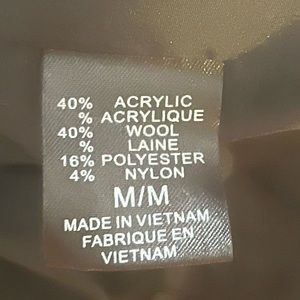 40% ACRYLIC
% ACRYLIQUE
40% WOOL
% LAINE
16% POLYESTER
4% NYLON
M/M
MADE IN VIETNAM
FABRIQUE EN
VIETNAM